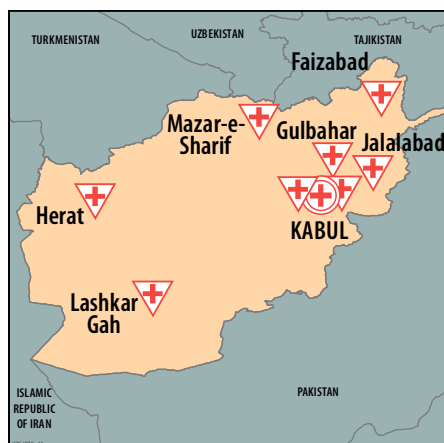 TURKMENISTAN
UZBEKISTAN
TAJIKISTAN
Faizabad
Mazar-e-
Sharif
Gulbahar
Jalalabad
Herat
KABUL
Lashkar
Gah
ISLAMIC
REPUBLIC
OF IRAN
PAKISTAN